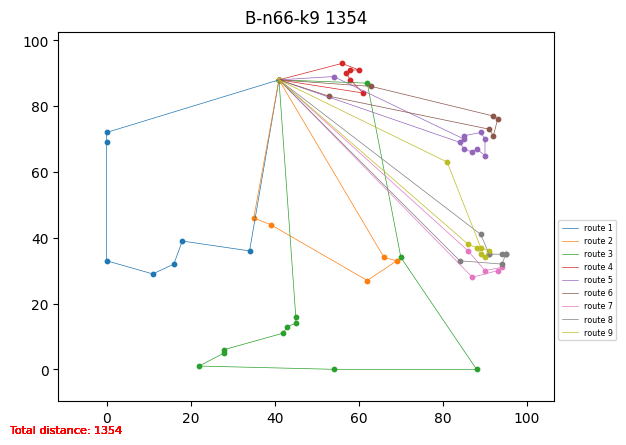 B-n66-k9 1354
100
80
60
40
20
0
0 20 40 60 80 100
route 1
route 2
route 3
route 4
route 5
route 6
route 7
route 8
route 9
Total distance: 1354